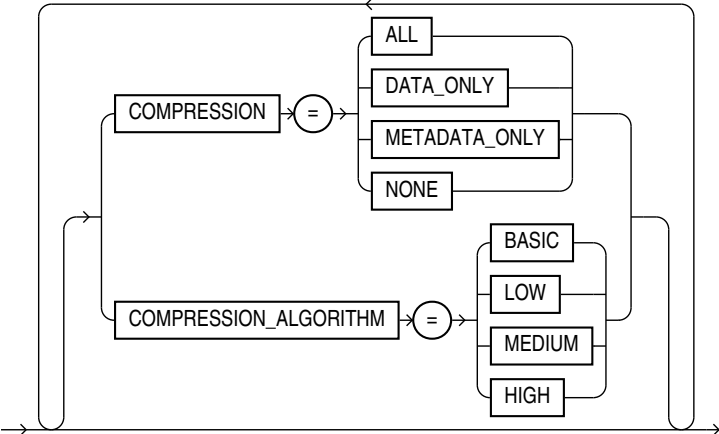 ALL
DATA_ONLY
COMPRESSION =
METADATA_ONLY
NONE
BASIC
LOW
COMPRESSION_ALGORITHM =
MEDIUM
HIGH